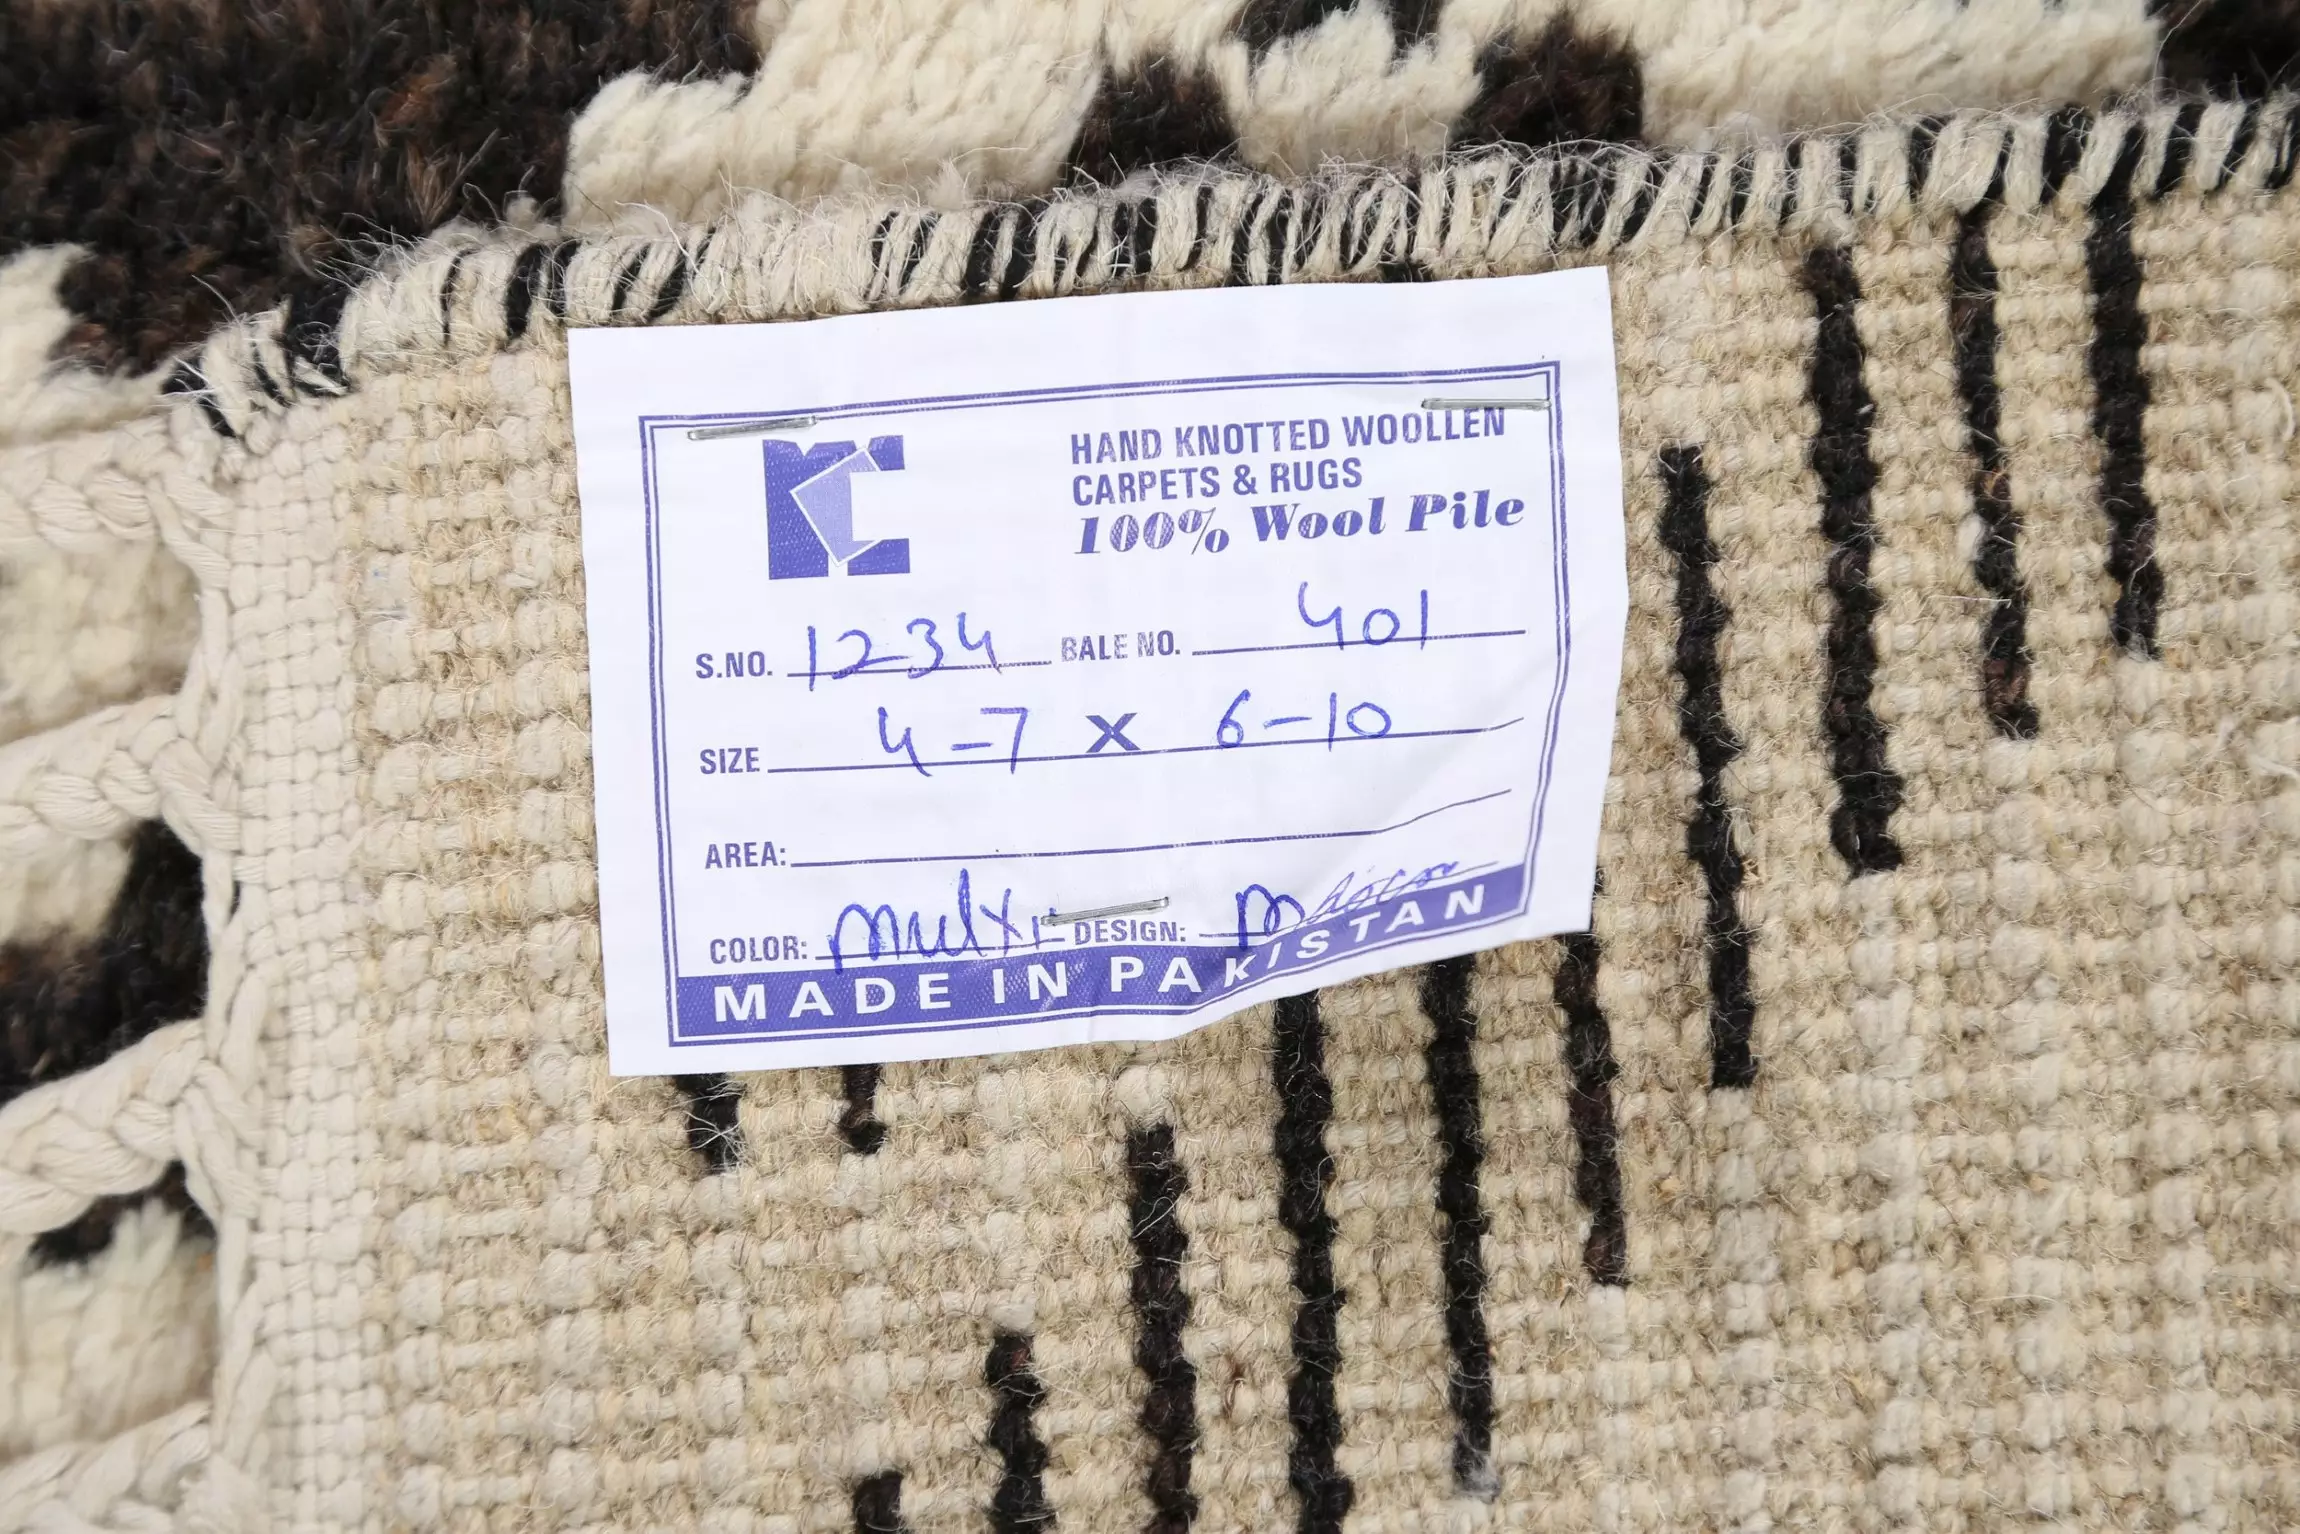 HAND KNOTTED WOOLLEN
CARPETS & RUGS
100% Wool Pile
S.NO. 1234 BALE NO. 401
SIZE 4-7 X 6-10
AREA:
COLOR: Multi DESIGN: M
MADE IN PAKISTAN